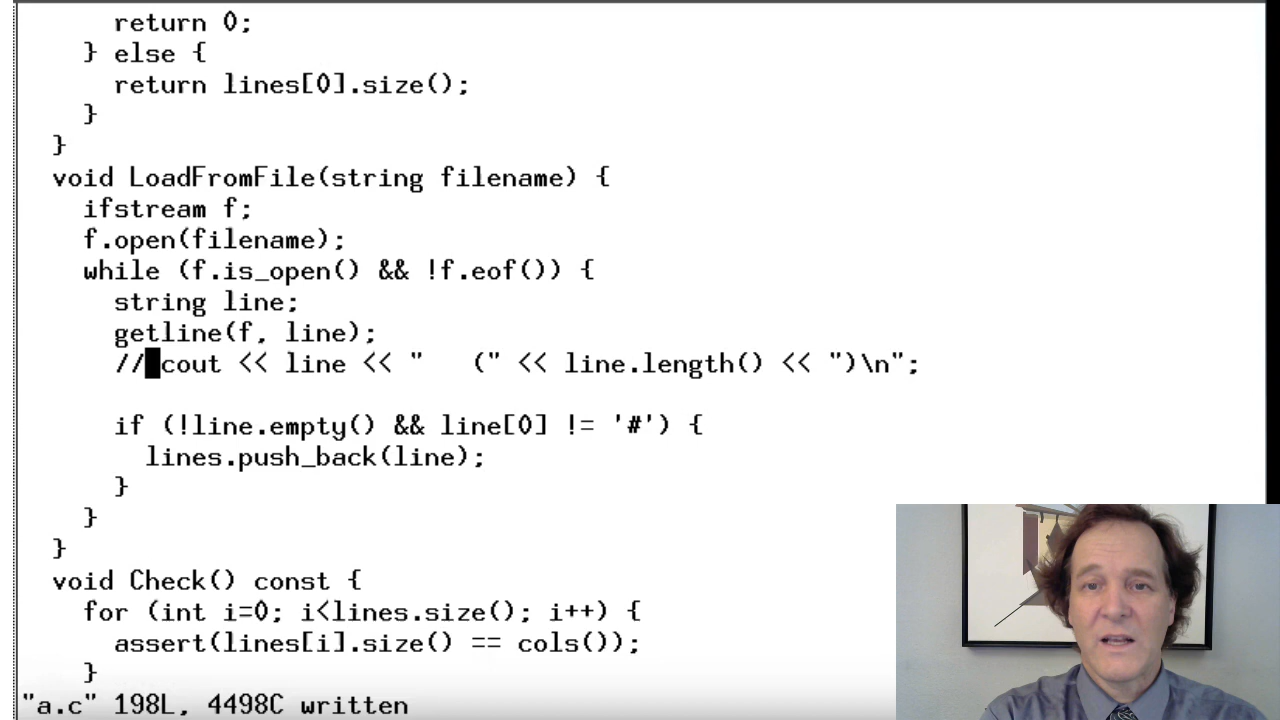 return 0;
} else {
return lines[0].size();
}
}
void LoadFromFile(string filename) {
ifstream f;
f.open(filename);
while (f.is_open() && !f.eof()) {
string line;
getline(f, line);
// cout << line << "   (" << line.length() << ")\n";
if (!line.empty() && line[0] != '#') {
lines.push_back(line);
}
}
}
void Check() const {
for (int i=0; i<lines.size(); i++) {
assert(lines[i].size() == cols());
}
"a.c" 198L, 4498C written